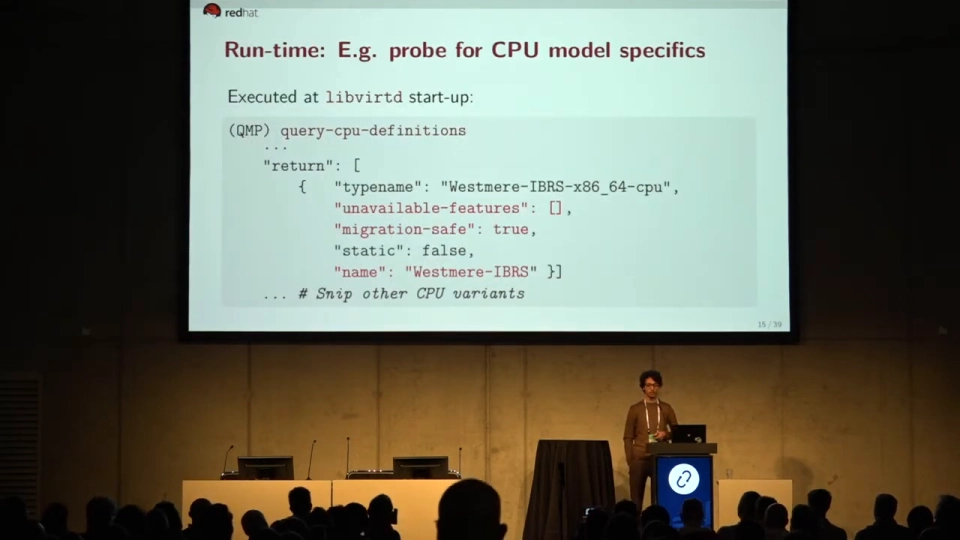 redhat
Run-time: E.g. probe for CPU model specifics
Executed at libvirtd start-up:
(QMP) query-cpu-definitions
...
"return": [
{ "typename": "Westmere-IBRS-x86_64-cpu",
"unavailable-features": [],
"migration-safe": true,
"static": false,
"name": "Westmere-IBRS" }]
... # Snip other CPU variants
15 / 39